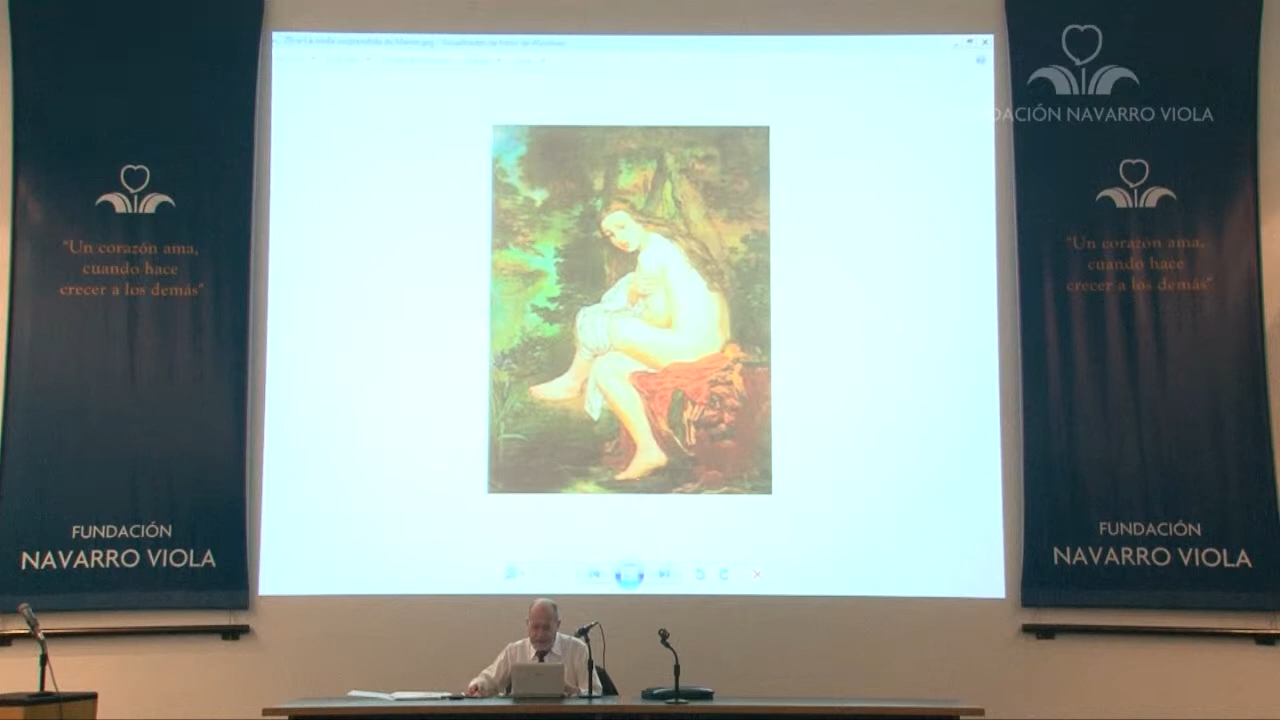 "Un corazón ama,
cuando hace
crecer a los demás"
FUNDACIÓN
NAVARRO VIOLA
DACIÓN NAVARRO VIOLA
"Un corazón ama,
cuando hace
crecer a los demás"
FUNDACIÓN
NAVARRO VIOLA